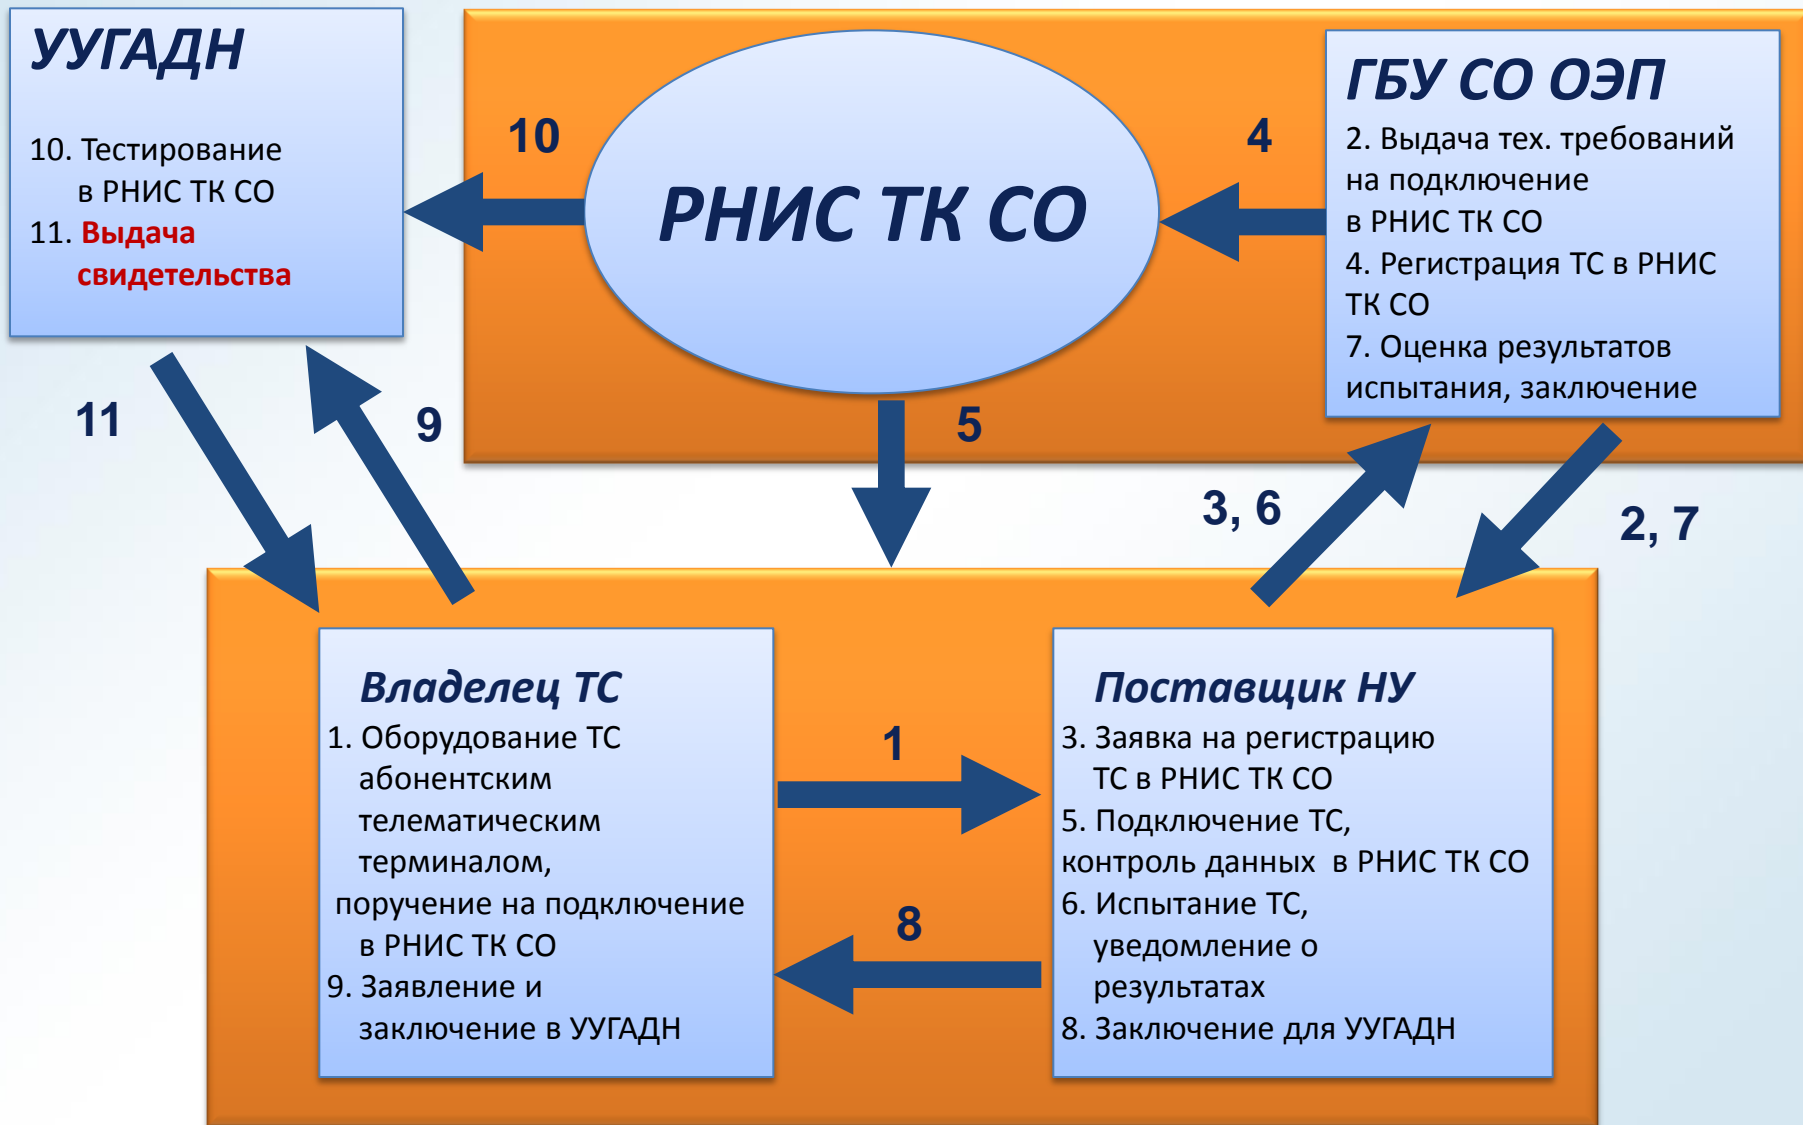 УУГАДН
10. Тестирование
в РНИС ТК СО
11. Выдача
свидетельства
10
РНИС ТК СО
4
ГБУ СО ОЭП
2. Выдача тех. требований
на подключение
в РНИС ТК СО
4. Регистрация ТС в РНИС
ТК СО
7. Оценка результатов
испытания, заключение
11
9
5
3, 6
2, 7
Владелец ТС
1. Оборудование ТС
абонентским
телематическим
терминалом,
поручение на подключение
в РНИС ТК СО
9. Заявление и
заключение в УУГАДН
1
8
Поставщик НУ
3. Заявка на регистрацию
ТС в РНИС ТК СО
5. Подключение ТС,
контроль данных  в РНИС ТК СО
6. Испытание ТС,
уведомление о
результатах
8. Заключение для УУГАДН